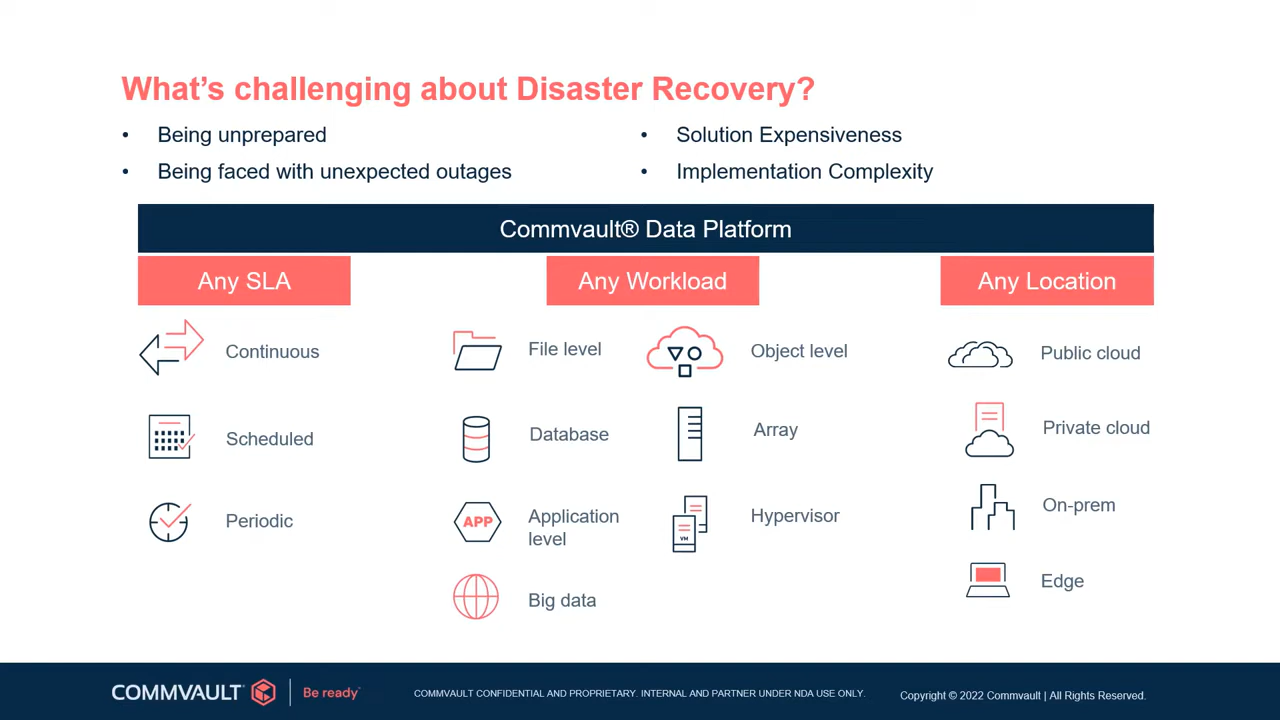 What's challenging about Disaster Recovery?
• Being unprepared
• Being faced with unexpected outages
• Solution Expensiveness
• Implementation Complexity
Commvault® Data Platform
Any SLA
Continuous
Scheduled
Periodic
Any Workload
File level
Database
APP
Application
level
Big data
Object level
Array
VM
Hypervisor
Any Location
Public cloud
Private cloud
On-prem
Edge
COMMVAULT
Be ready
COMMVAULT CONFIDENTIAL AND PROPRIETARY. INTERNAL AND PARTNER UNDER NDA USE ONLY.
Copyright © 2022 Commvault | All Rights Reserved.